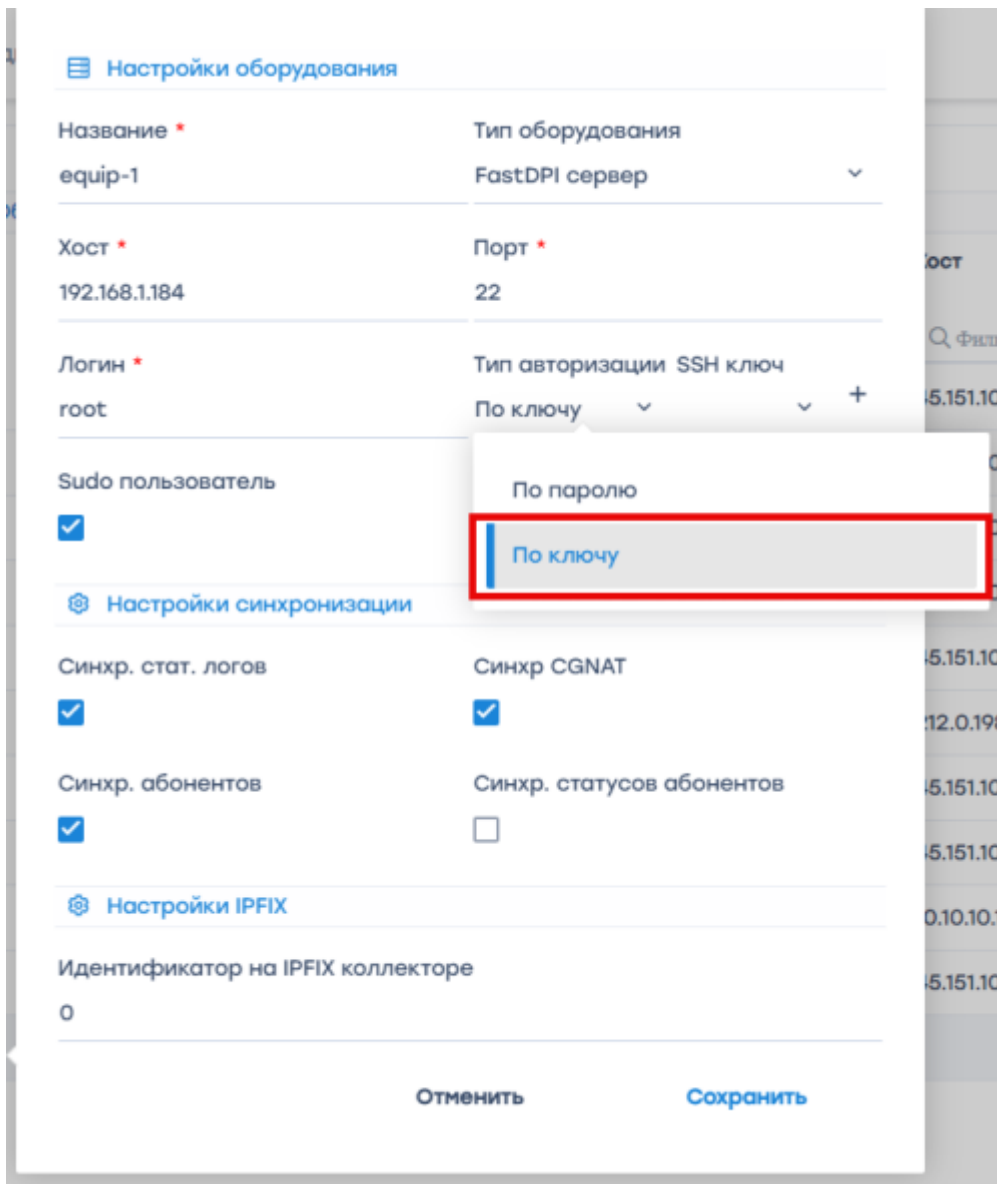 Настройки оборудования
Название * Тип оборудования
equip-1 FastDPI сервер
Хост * Порт *
192.168.1.184 22
Логин * Тип авторизации SSH ключ
root По ключу +
Sudo пользователь
По паролю
По ключу
Настройки синхронизации
Синхр. стат. логов Синхр CGNAT
Синхр. абонентов Синхр. статусов абонентов
Настройки IPFIX
Идентификатор на IPFIX коллекторе
0
Отменить Сохранить